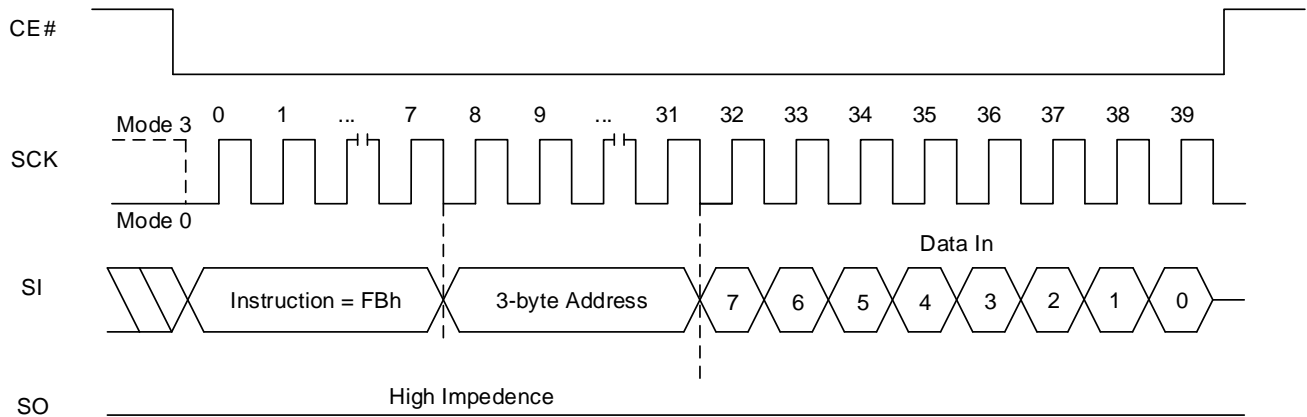 CE#
0 1 ... 7 8 9 ... 31 32 33 34 35 36 37 38 39
Mode 3
SCK
Mode 0
Data In
SI
Instruction = FBh
3-byte Address
7 6 5 4 3 2 1 0
High Impedence
SO